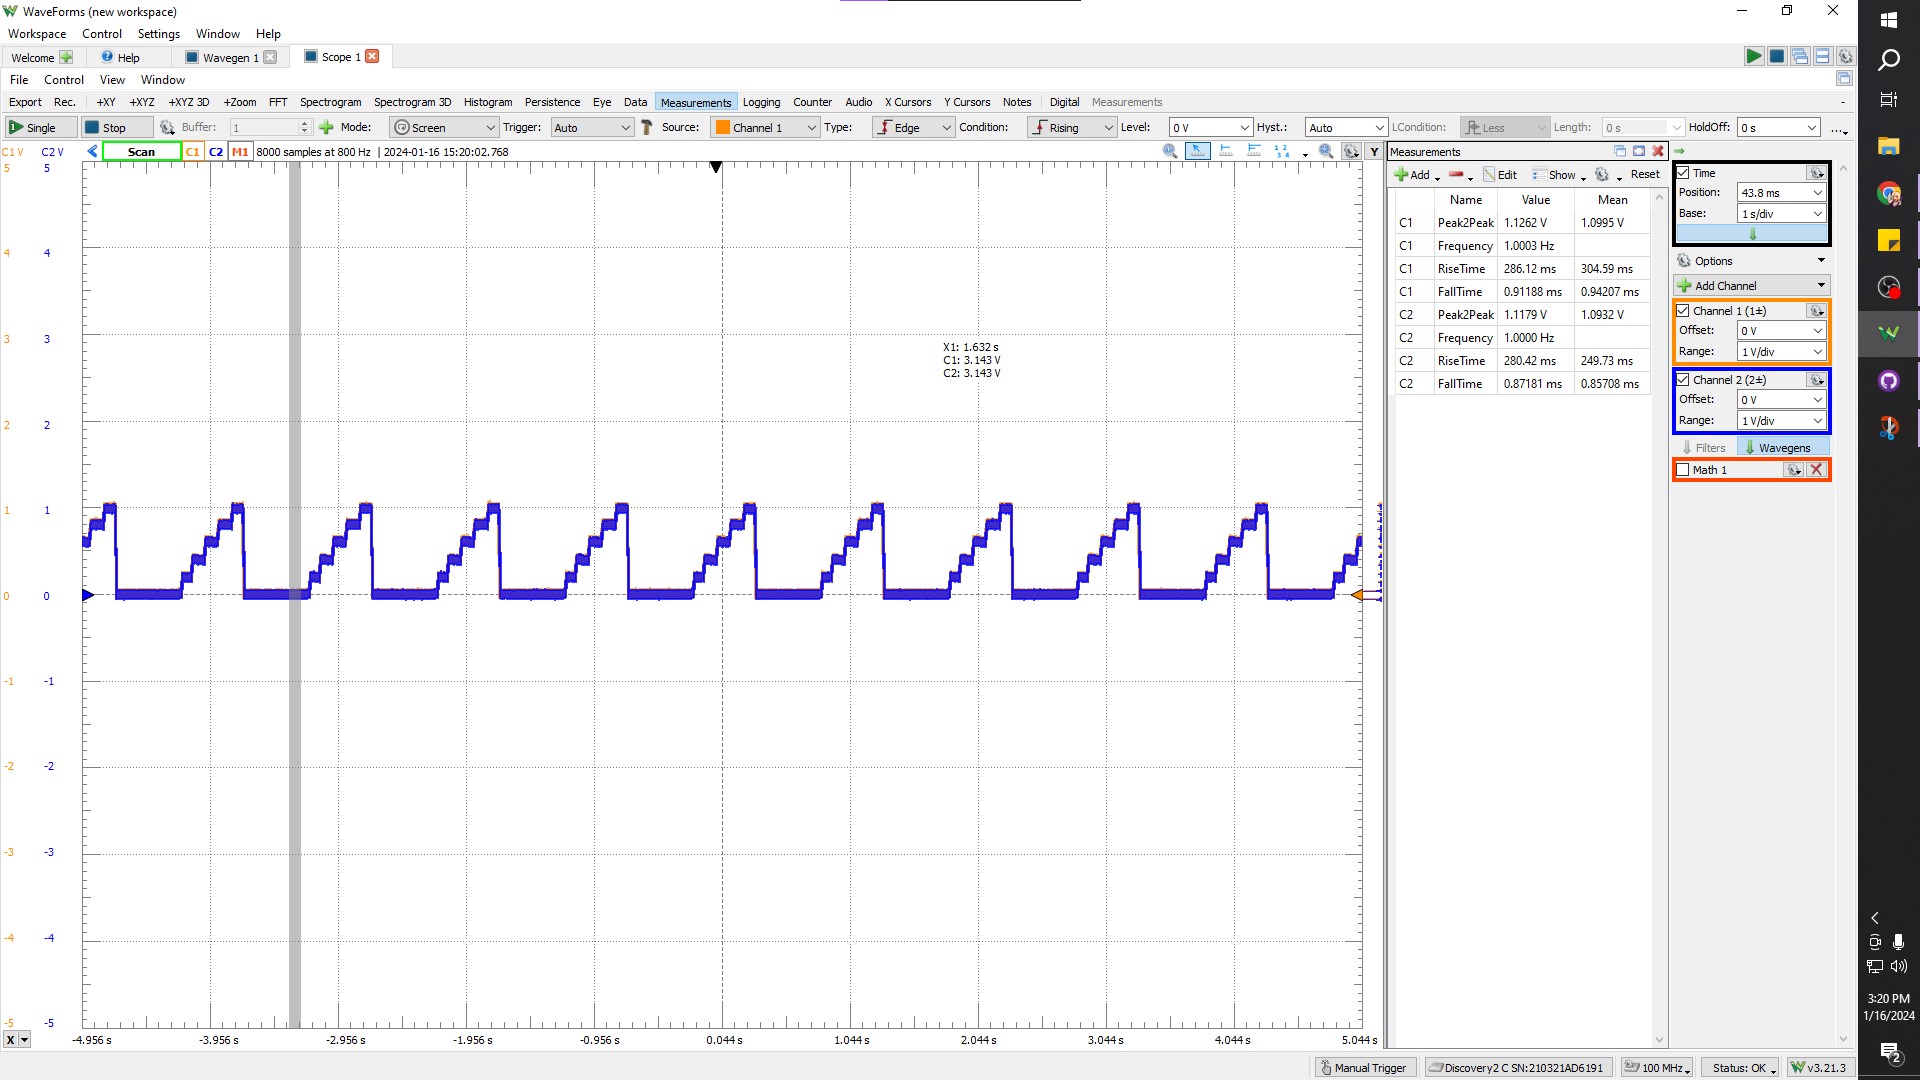 WaveForms (new workspace)
Workspace Control Settings Window Help
Welcome Help Wavegen 1 Scope 1
File Control View Window
Export Rec. +XY +XYZ +XYZ 3D +Zoom FFT Spectrogram Spectrogram 3D Histogram Persistence Eye Data Measurements Logging Counter Audio X Cursors Y Cursors Notes Digital Measurements
Single Stop Buffer: 1 Mode: Screen Trigger: Auto Source: Channel 1 Type: Edge Condition: Rising Level: 0 V Hyst.: Auto LCondition: Less Length: 0 s HoldOff: 0 s ...
C1 V C2 V Scan C1 C2 M1 8000 samples at 800 Hz | 2024-01-16 15:20:02.768 Y
5 5
4 4
3 3
2 2
1 1
0 0
-1 -1
-2 -2
-3 -3
-4 -4
-5 -5
X1: 1.632 s
C1: 3.143 V
C2: 3.143 V
X -4.956 s -3.956 s -2.956 s -1.956 s -0.956 s 0.044 s 1.044 s 2.044 s 3.044 s 4.044 s 5.044 s
Measurements
Add Edit Show Reset
Name Value Mean
C1 Peak2Peak 1.1262 V 1.0995 V
C1 Frequency 1.0003 Hz
C1 RiseTime 286.12 ms 304.59 ms
C1 FallTime 0.91188 ms 0.94207 ms
C2 Peak2Peak 1.1179 V 1.0932 V
C2 Frequency 1.0000 Hz
C2 RiseTime 280.42 ms 249.73 ms
C2 FallTime 0.87181 ms 0.85708 ms
Time
Position: 43.8 ms
Base: 1 s/div
Options
Add Channel
Channel 1 (1±)
Offset: 0 V
Range: 1 V/div
Channel 2 (2±)
Offset: 0 V
Range: 1 V/div
Filters Wavegens
Math 1
Manual Trigger Discovery2 C SN:210321AD6191 100 MHz Status: OK v3.21.3
3:20 PM
1/16/2024
2